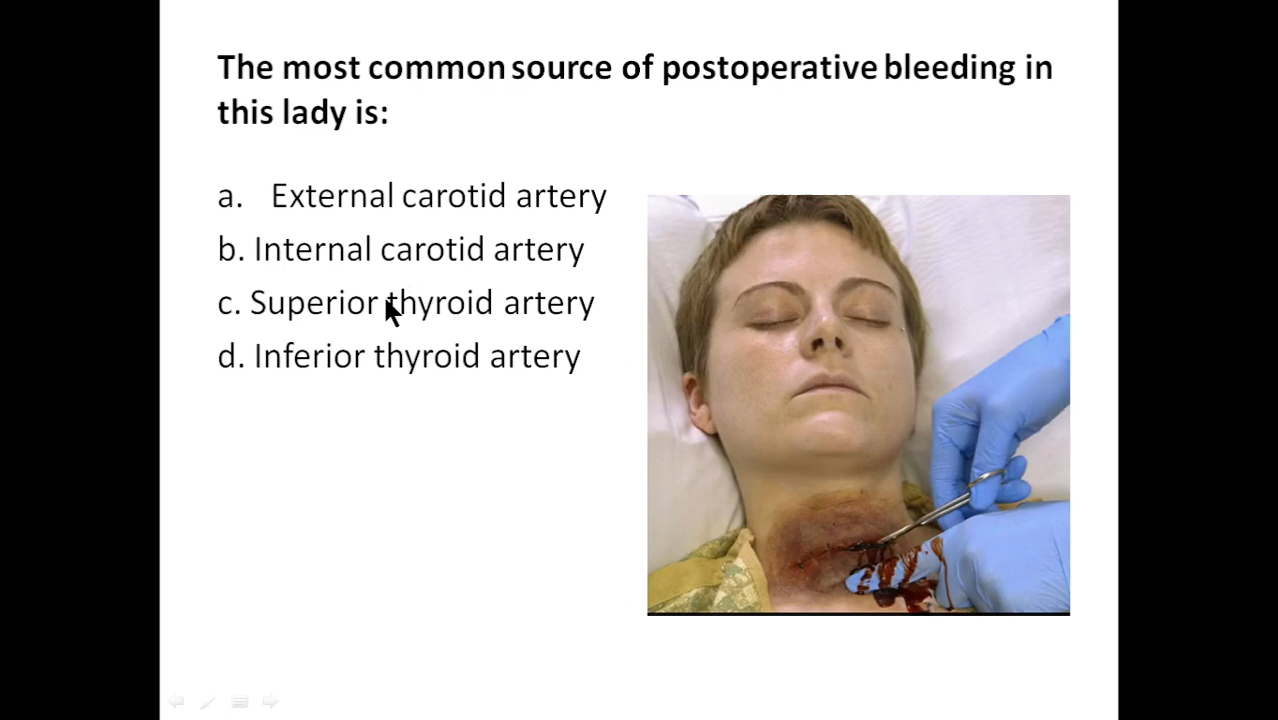 The most common source of postoperative bleeding in
this lady is:
a. External carotid artery
b. Internal carotid artery
c. Superior thyroid artery
d. Inferior thyroid artery